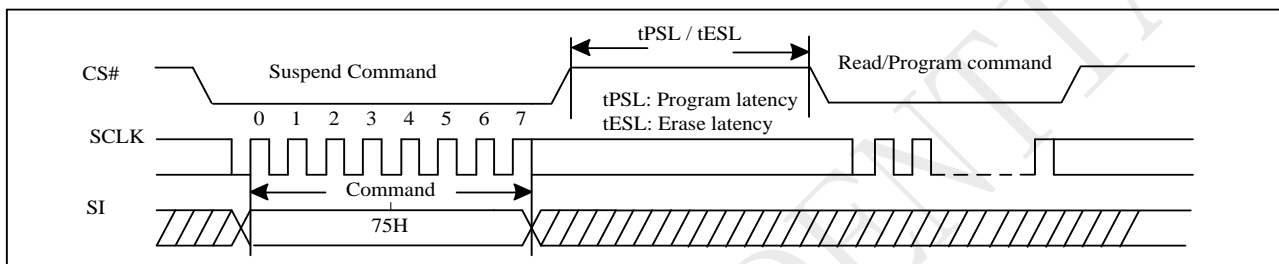 tPSL / tESL
CS#
Suspend Command
Read/Program command
tPSL: Program latency
tESL: Erase latency
0 1 2 3 4 5 6 7
SCLK
Command
SI
75H